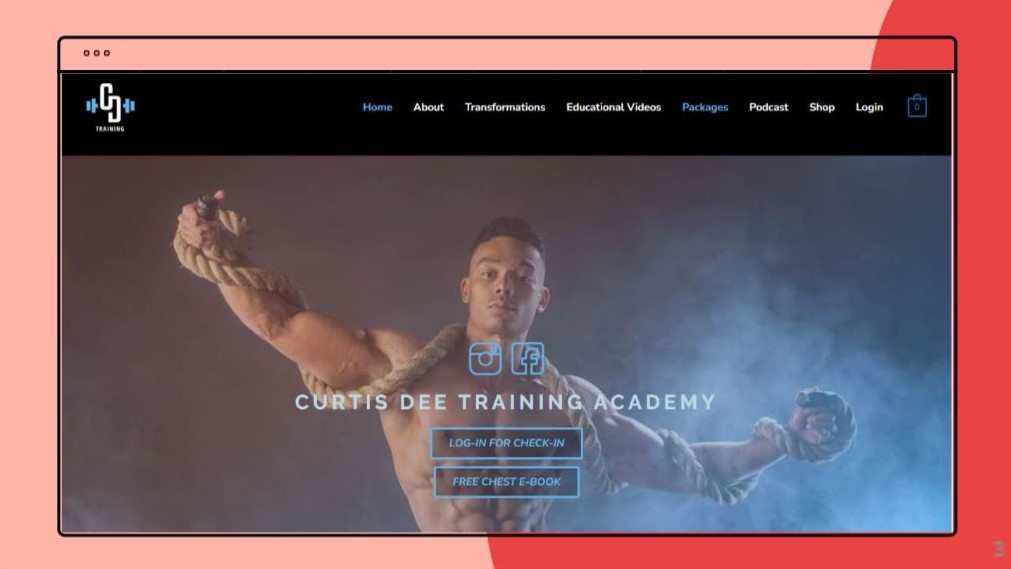 CD
TRAINING
Home About Transformations Educational Videos Packages Podcast Shop Login 0
CURTIS DEE TRAINING ACADEMY
LOG-IN FOR CHECK-IN
FREE CHEST E-BOOK
3